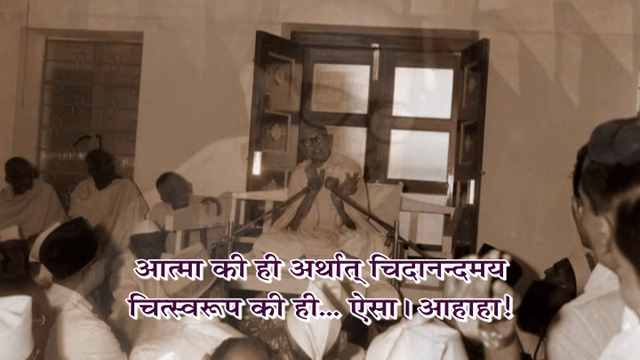 आत्मा की ही अर्थात् चिदानन्दमय
चित्स्वरूप की ही... ऐसा। आहाहा!